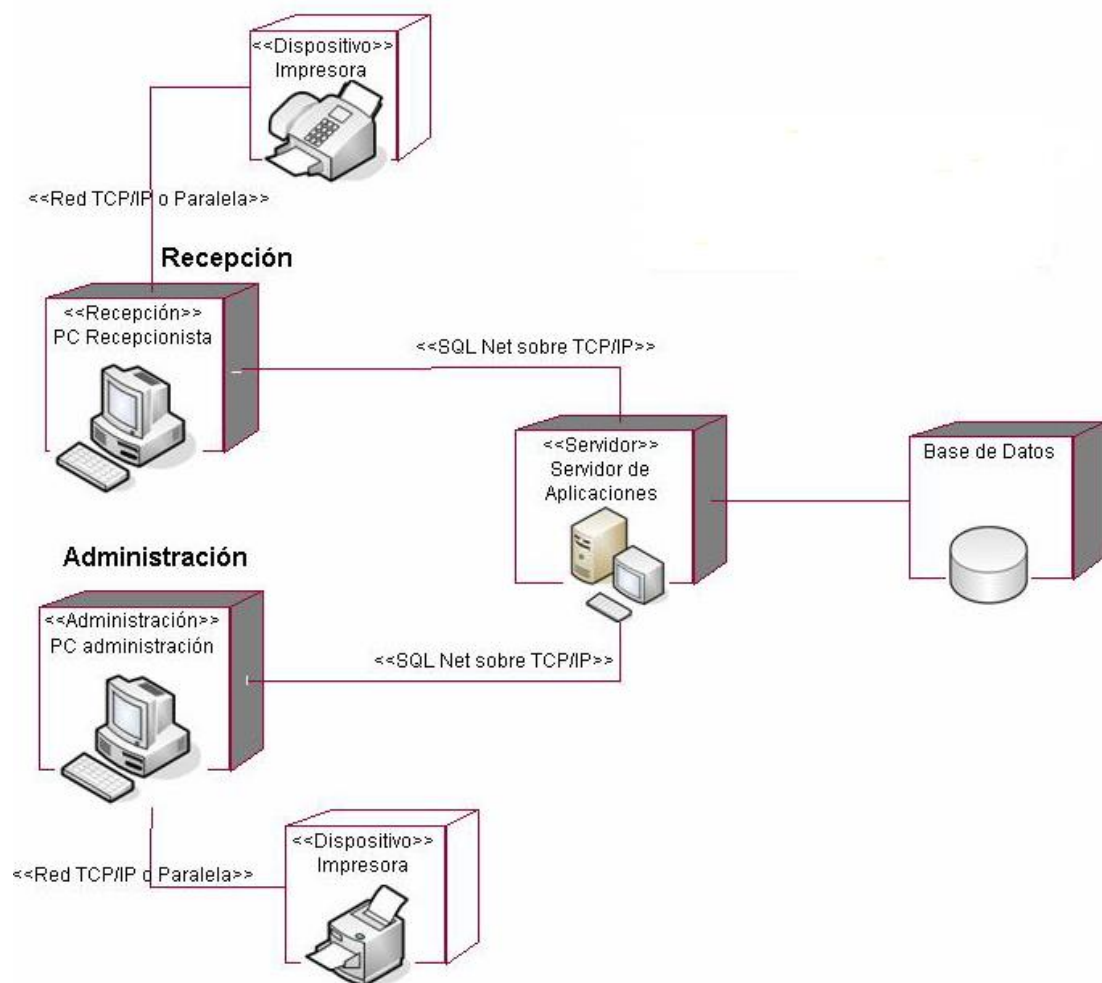 <<Dispositivo>>
Impresora
<<Red TCP/IP o Paralela>>
Recepción
<<Recepción>>
PC Recepcionista
<<SQL Net sobre TCP/IP>>
<<Servidor>>
Servidor de
Aplicaciones
Base de Datos
Administración
<<Administración>>
PC administración
<<SQL Net sobre TCP/IP>>
<<Dispositivo>>
Impresora
<<Red TCP/IP o Paralela>>